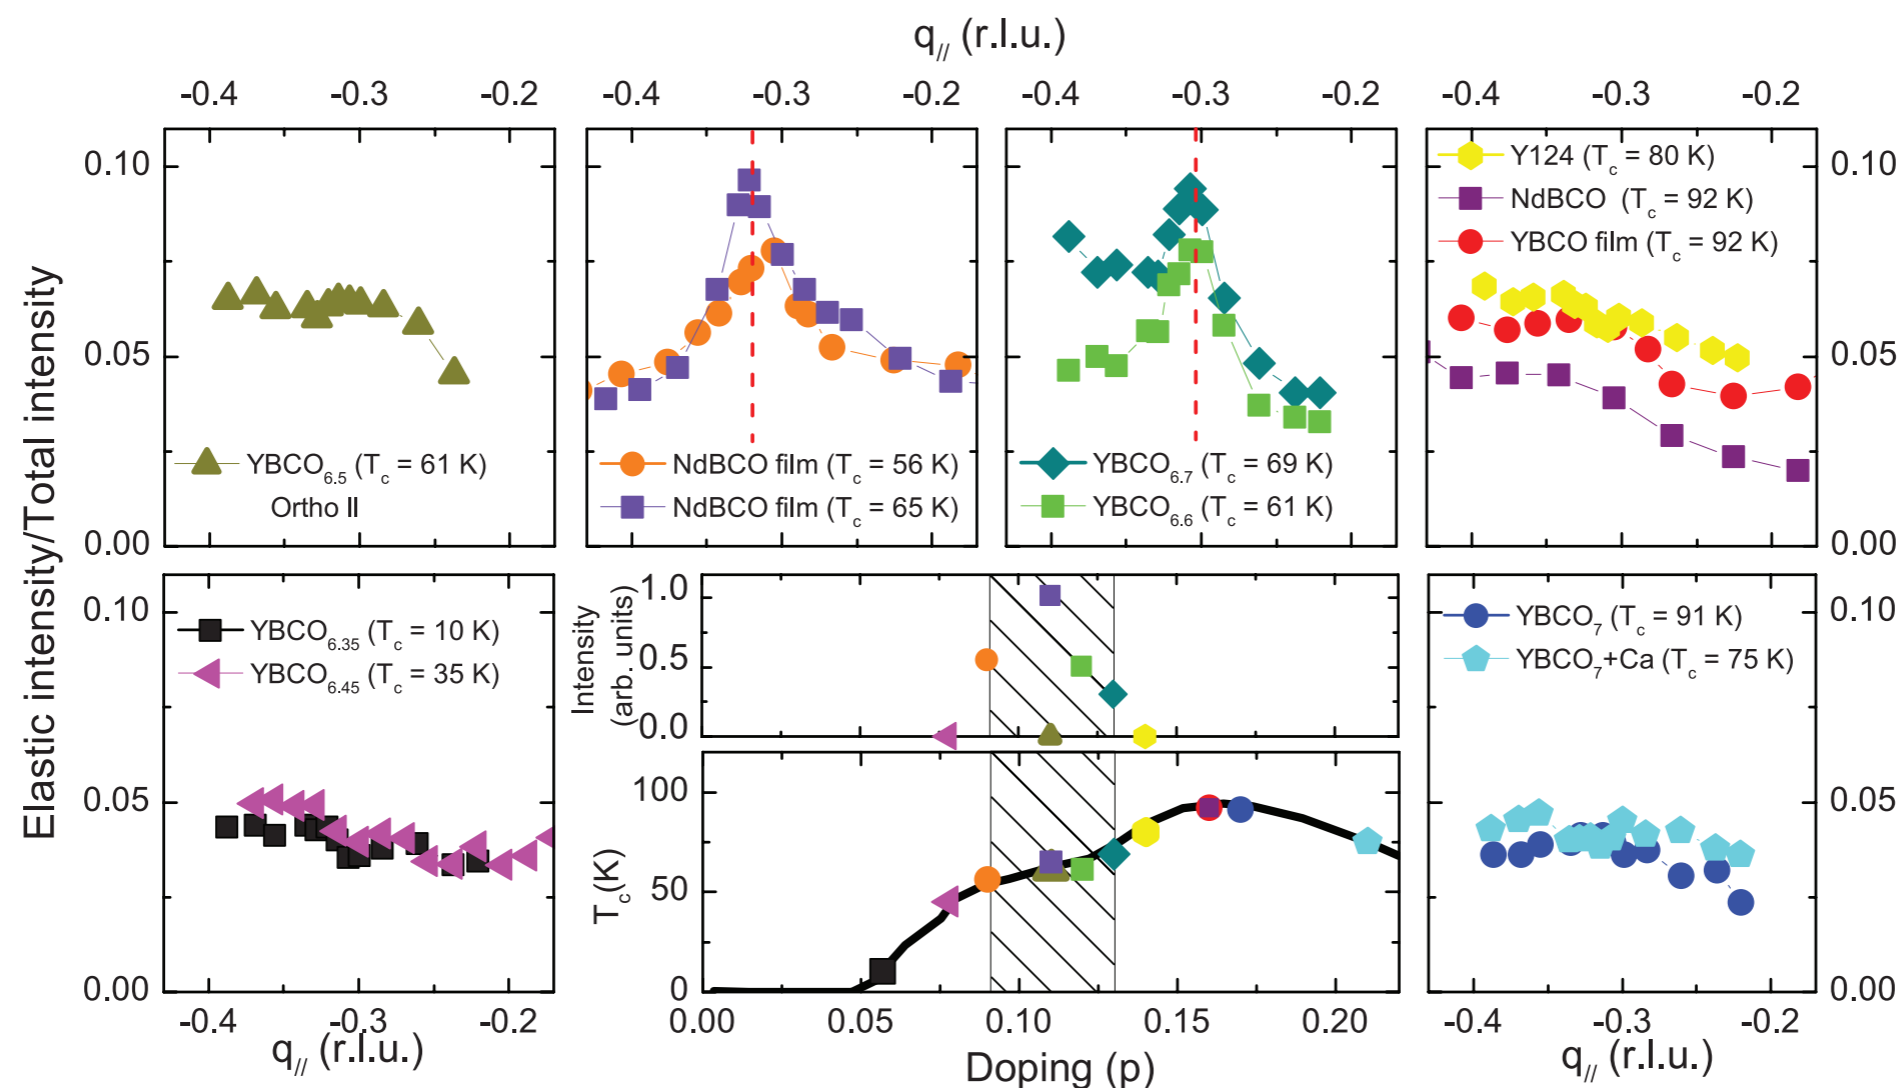 q// (r.l.u.)
-0.4 -0.3 -0.2 -0.4 -0.3 -0.2 -0.4 -0.3 -0.2 -0.4 -0.3 -0.2
Elastic intensity/Total intensity
0.10
0.05
0.00
YBCO6.5 (Tc = 61 K)
Ortho II
NdBCO film (Tc = 56 K)
NdBCO film (Tc = 65 K)
YBCO6.7 (Tc = 69 K)
YBCO6.6 (Tc = 61 K)
Y124 (Tc = 80 K)
NdBCO (Tc = 92 K)
YBCO film (Tc = 92 K)
0.10
0.05
0.00
0.10
0.05
0.00
YBCO6.35 (Tc = 10 K)
YBCO6.45 (Tc = 35 K)
-0.4 -0.3 -0.2
q// (r.l.u.)
Intensity
(arb. units)
1.0
0.5
0.0
Tc(K)
100
50
0
0.00 0.05 0.10 0.15 0.20
Doping (p)
YBCO7 (Tc = 91 K)
YBCO7+Ca (Tc = 75 K)
0.10
0.05
0.00
-0.4 -0.3 -0.2
q// (r.l.u.)